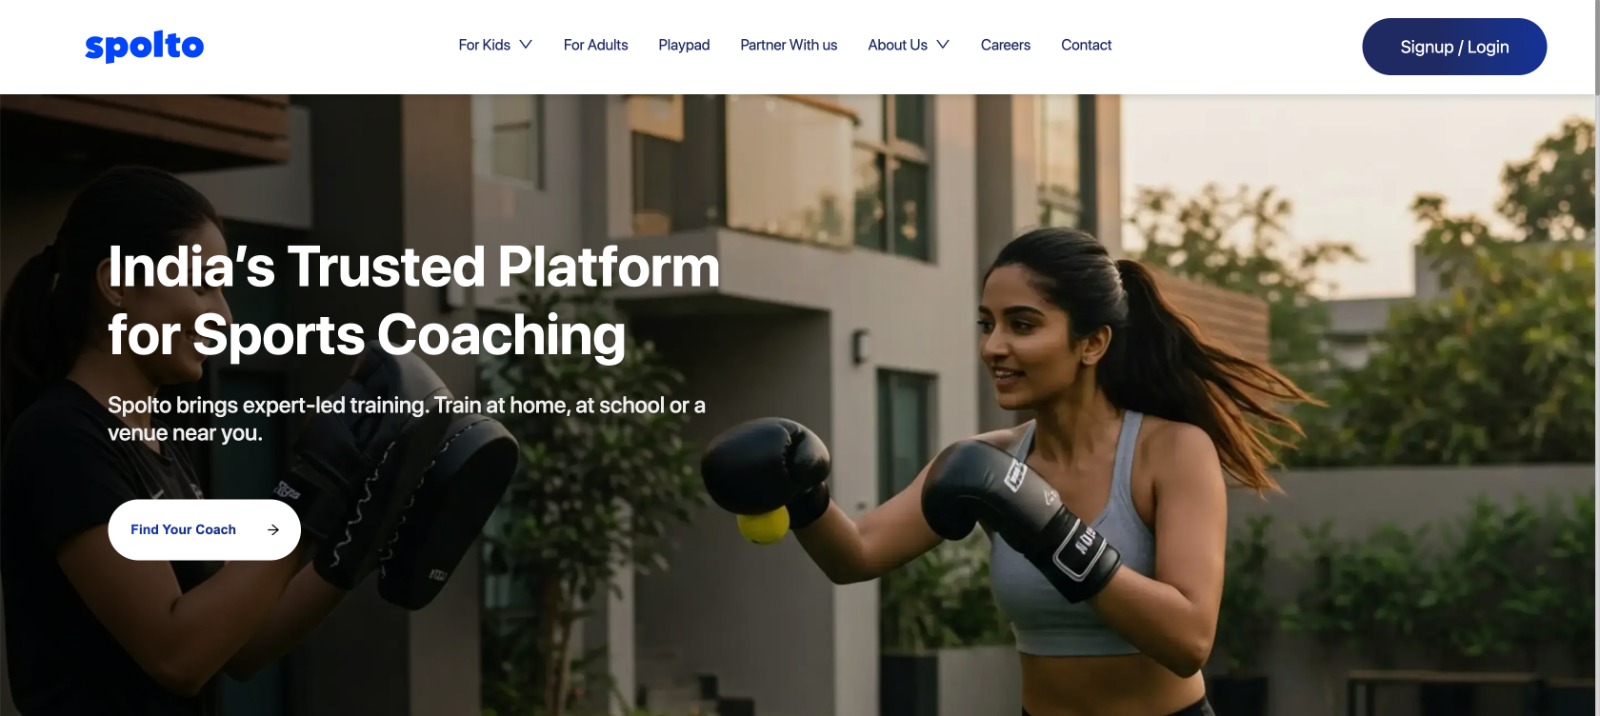 spolto
For Kids
For Adults
Playpad
Partner With us
About Us
Careers
Contact
Signup / Login
India’s Trusted Platform
for Sports Coaching
Spolto brings expert-led training. Train at home, at school or a
venue near you.
Find Your Coach